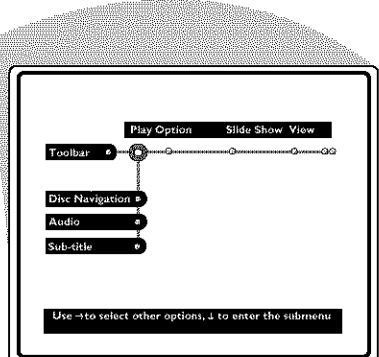 Play Option Slide Show View
Toolbar
Disc Navigation
Audio
Sub-title
Use →to select other options, ↓ to enter the submenu